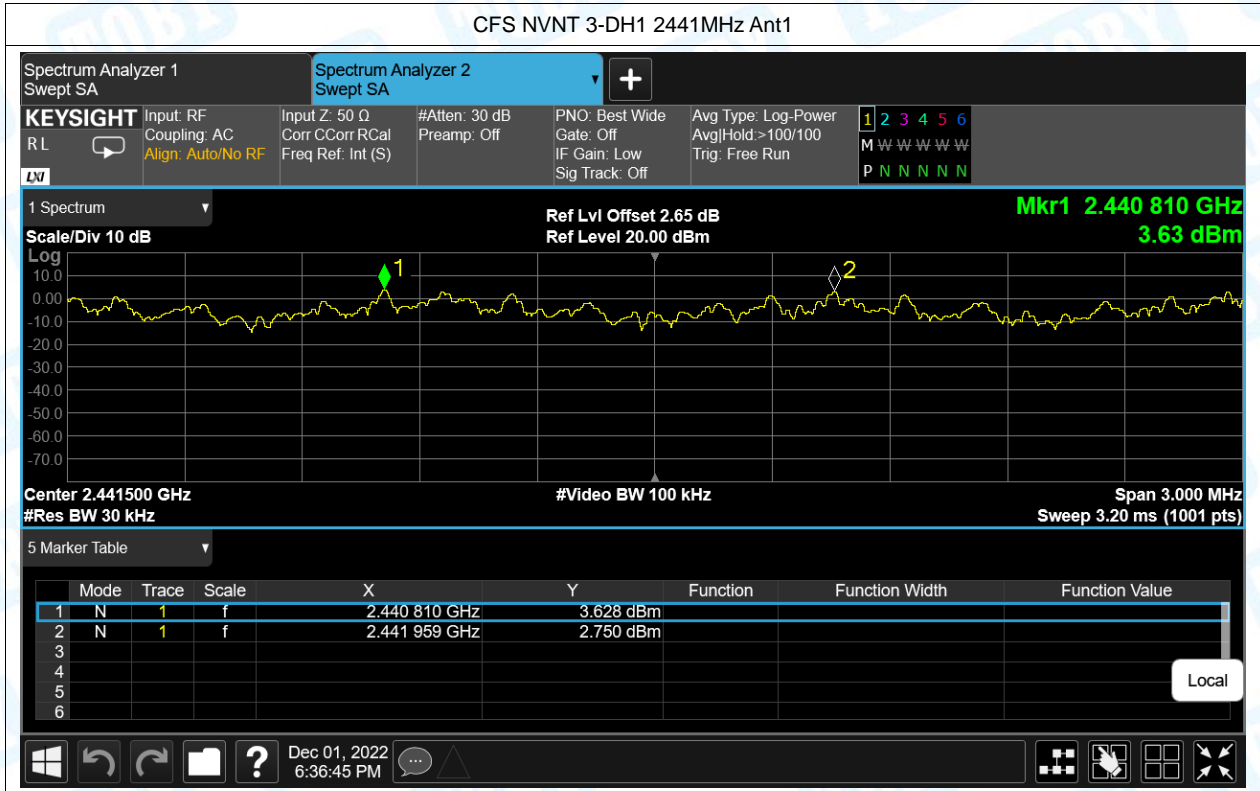 CFS NVNT 3-DH1 2441MHz Ant1
Spectrum Analyzer 1
Swept SA
Spectrum Analyzer 2
Swept SA
KEYSIGHT
RL
LXI
Input: RF
Coupling: AC
Align: Auto/No RF
Input Z: 50 Ω
Corr CCorr RCal
Freq Ref: Int (S)
#Atten: 30 dB
Preamp: Off
PNO: Best Wide
Gate: Off
IF Gain: Low
Sig Track: Off
Avg Type: Log-Power
Avg|Hold:>100/100
Trig: Free Run
1 2 3 4 5 6
M W W W W W
P N N N N N
1 Spectrum
Scale/Div 10 dB
Ref Lvl Offset 2.65 dB
Ref Level 20.00 dBm
Mkr1 2.440 810 GHz
3.63 dBm
Log
1
2
10.0
0.00
-10.0
-20.0
-30.0
-40.0
-50.0
-60.0
-70.0
Center 2.441500 GHz
#Video BW 100 kHz
Span 3.000 MHz
#Res BW 30 kHz
Sweep 3.20 ms (1001 pts)
5 Marker Table
Mode Trace Scale X Y Function Function Width Function Value
1 N 1 f 2.440 810 GHz 3.628 dBm
2 N 1 f 2.441 959 GHz 2.750 dBm
3
4
5
6
Local
?
Dec 01, 2022
6:36:45 PM